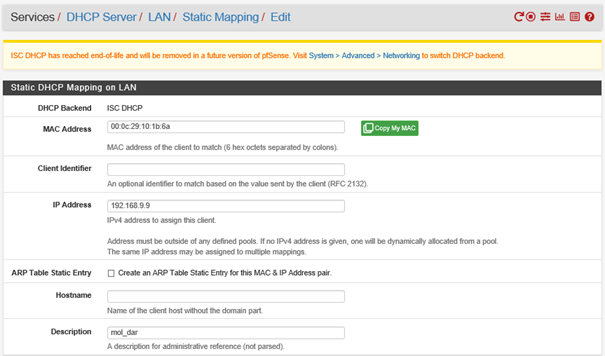 Services / DHCP Server / LAN / Static Mapping / Edit
ISC DHCP has reached end-of-life and will be removed in a future version of pfSense. Visit System > Advanced > Networking to switch DHCP backend.
Static DHCP Mapping on LAN
DHCP Backend ISC DHCP
MAC Address 00:0c:29:10:1b:6a Copy My MAC
MAC address of the client to match (6 hex octets separated by colons).
Client Identifier
An optional identifier to match based on the value sent by the client (RFC 2132).
IP Address 192.168.9.9
IPv4 address to assign this client.
Address must be outside of any defined pools. If no IPv4 address is given, one will be dynamically allocated from a pool.
The same IP address may be assigned to multiple mappings.
ARP Table Static Entry Create an ARP Table Static Entry for this MAC & IP Address pair.
Hostname
Name of the client host without the domain part.
Description mol_dar
A description for administrative reference (not parsed).